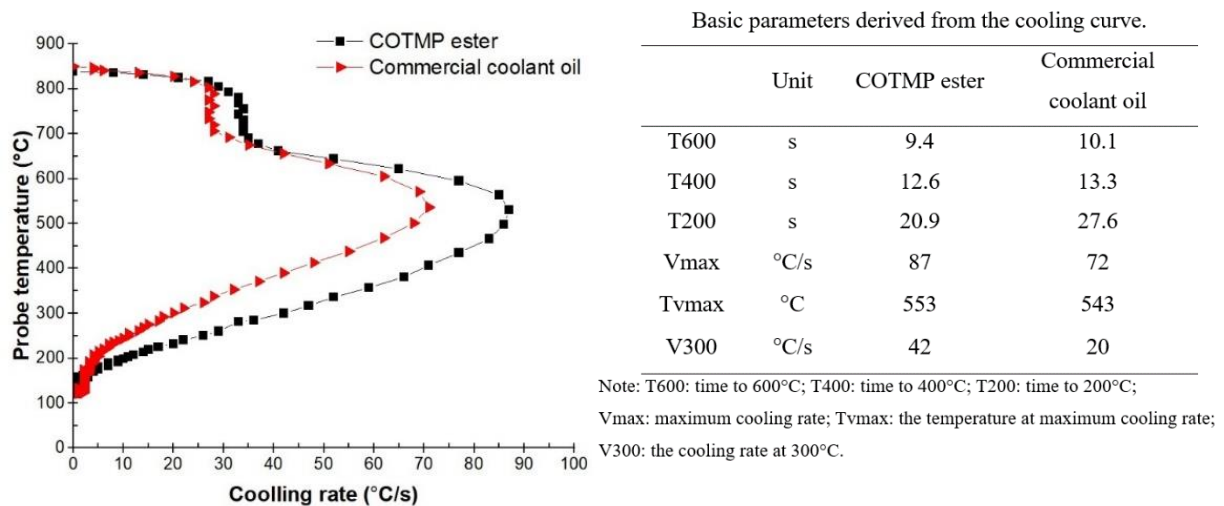 COTMP ester
Commercial coolant oil
Probe temperature (°C)
900
800
700
600
500
400
300
200
100
0
0 10 20 30 40 50 60 70 80 90 100
Coolling rate (°C/s)
Basic parameters derived from the cooling curve.
Unit COTMP ester Commercial coolant oil
T600 s 9.4 10.1
T400 s 12.6 13.3
T200 s 20.9 27.6
Vmax °C/s 87 72
Tvmax °C 553 543
V300 °C/s 42 20
Note: T600: time to 600°C; T400: time to 400°C; T200: time to 200°C;
Vmax: maximum cooling rate; Tvmax: the temperature at maximum cooling rate;
V300: the cooling rate at 300°C.